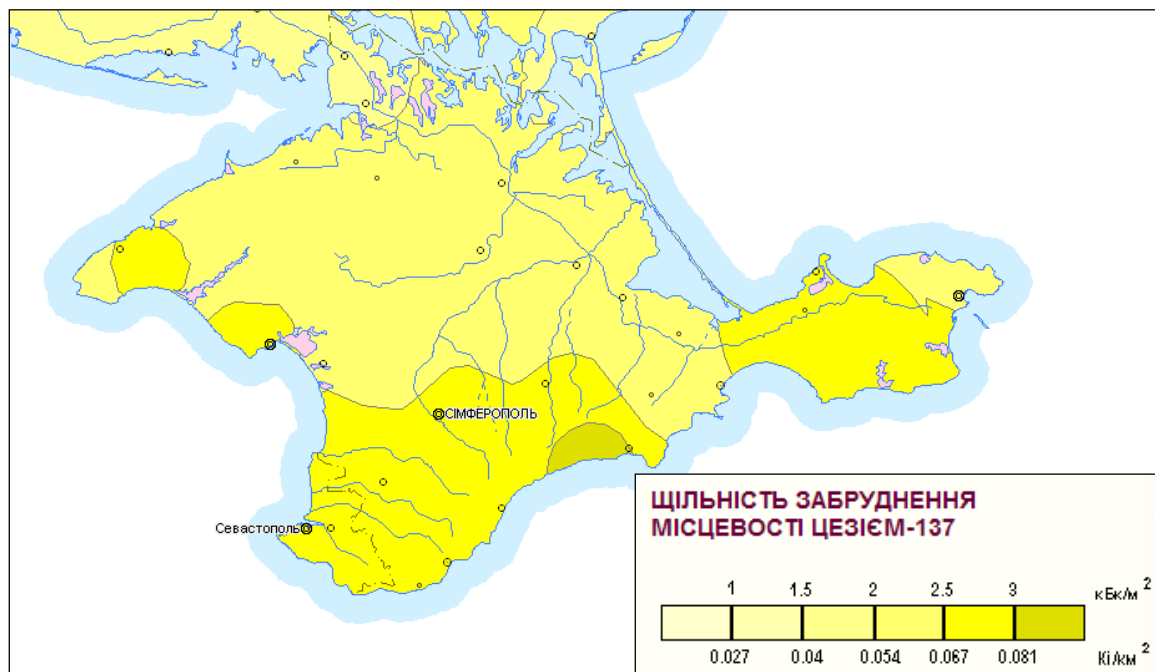 СІМФЕРОПОЛЬ
Севастополь
ЩІЛЬНІСТЬ ЗАБРУДНЕННЯ
МІСЦЕВОСТІ ЦЕЗІЄМ-137
1 1.5 2 2.5 3 кБк/м 2
0.027 0.04 0.054 0.067 0.081 Кі/км 2